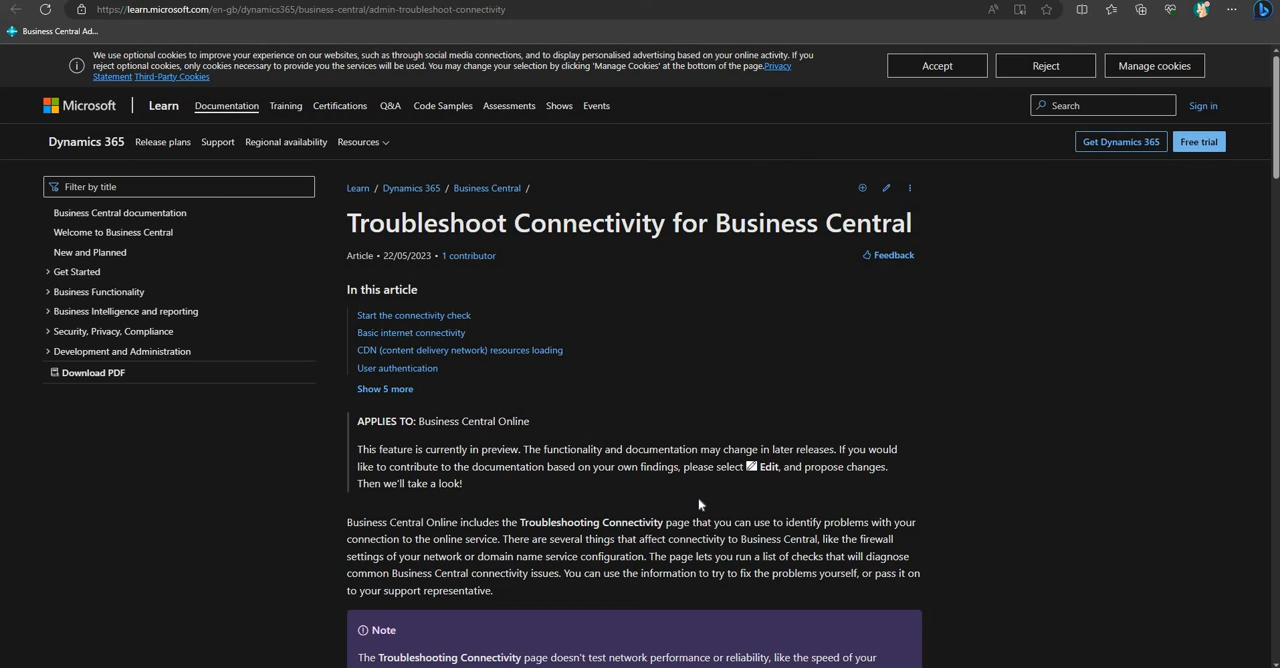 https://learn.microsoft.com/en-gb/dynamics365/business-central/admin-troubleshoot-connectivity
Business Central Ad...
We use optional cookies to improve your experience on our websites, such as through social media connections, and to display personalised advertising based on your online activity. If you
reject optional cookies, only cookies necessary to provide you the services will be used. You may change your selection by clicking 'Manage Cookies' at the bottom of the page.Privacy
Statement Third-Party Cookies
Accept Reject Manage cookies
Microsoft Learn Documentation Training Certifications Q&A Code Samples Assessments Shows Events Search Sign in
Dynamics 365 Release plans Support Regional availability Resources Get Dynamics 365 Free trial
Filter by title
Business Central documentation
Welcome to Business Central
New and Planned
Get Started
Business Functionality
Business Intelligence and reporting
Security, Privacy, Compliance
Development and Administration
Download PDF
Learn / Dynamics 365 / Business Central /
Troubleshoot Connectivity for Business Central
Article • 22/05/2023 • 1 contributor Feedback
In this article
Start the connectivity check
Basic internet connectivity
CDN (content delivery network) resources loading
User authentication
Show 5 more
APPLIES TO: Business Central Online
This feature is currently in preview. The functionality and documentation may change in later releases. If you would
like to contribute to the documentation based on your own findings, please select Edit, and propose changes.
Then we'll take a look!
Business Central Online includes the Troubleshooting Connectivity page that you can use to identify problems with your
connection to the online service. There are several things that affect connectivity to Business Central, like the firewall
settings of your network or domain name service configuration. The page lets you run a list of checks that will diagnose
common Business Central connectivity issues. You can use the information to try to fix the problems yourself, or pass it on
to your support representative.
Note
The Troubleshooting Connectivity page doesn't test network performance or reliability, like the speed of your